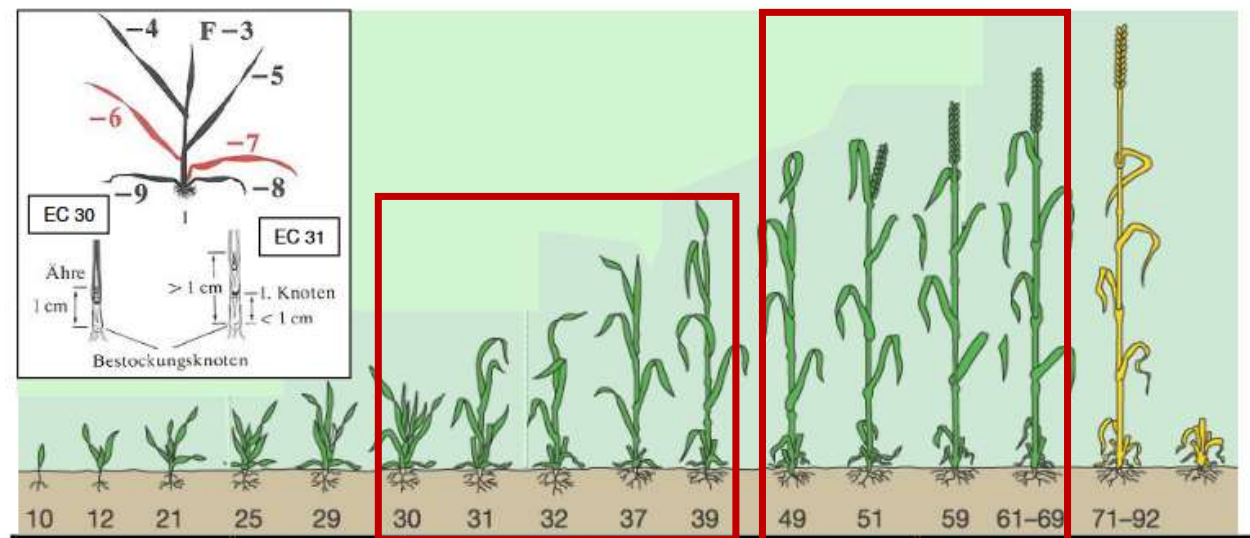 -4
F-3
-5
-6
-7
-9
-8
I
EC 30
EC 31
Ähre
1 cm
> 1 cm
1. Knoten
< 1 cm
Bestockungsknoten
10 12 21 25 29 30 31 32 37 39 49 51 59 61–69 71–92